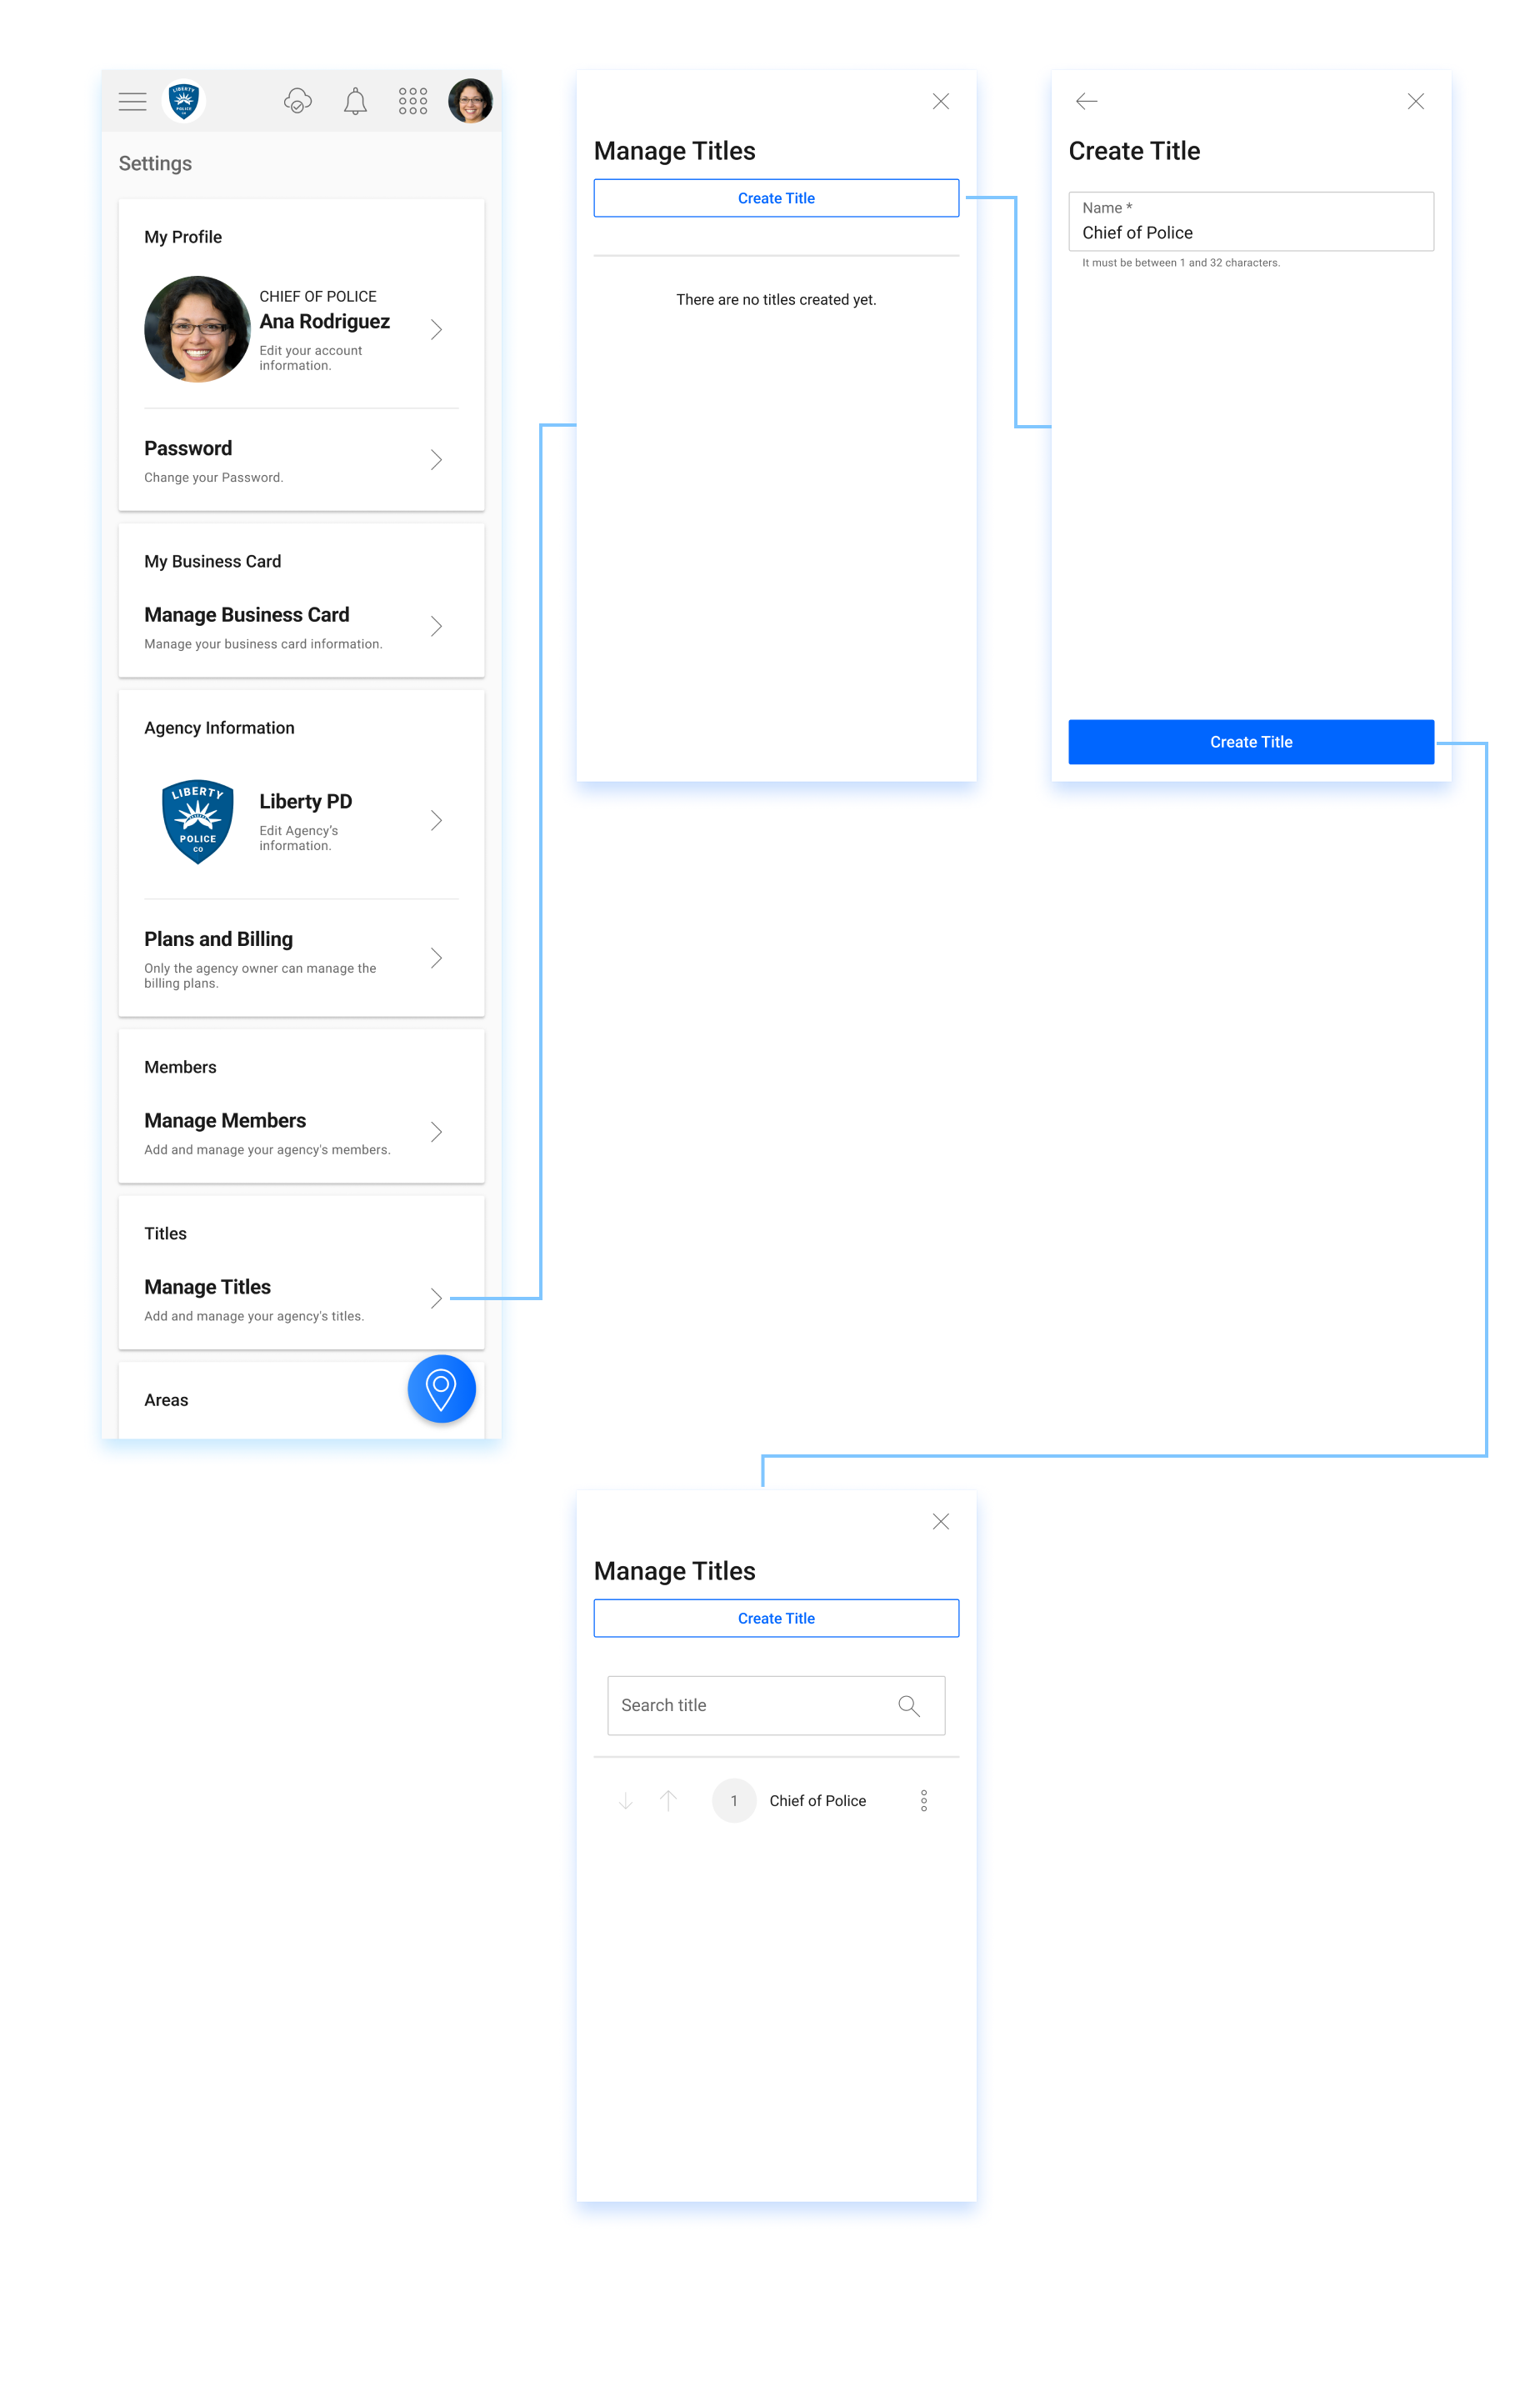 LIBERTY
POLICE
CO
Settings
My Profile
CHIEF OF POLICE
Ana Rodriguez
Edit your account
information.
Password
Change your Password.
My Business Card
Manage Business Card
Manage your business card information.
Agency Information
LIBERTY
POLICE
CO
Liberty PD
Edit Agency's
information.
Plans and Billing
Only the agency owner can manage the
billing plans.
Members
Manage Members
Add and manage your agency's members.
Titles
Manage Titles
Add and manage your agency's titles.
Areas
Manage Titles
Create Title
There are no titles created yet.
Create Title
Name *
Chief of Police
It must be between 1 and 32 characters.
Create Title
Manage Titles
Create Title
Search title
1 Chief of Police